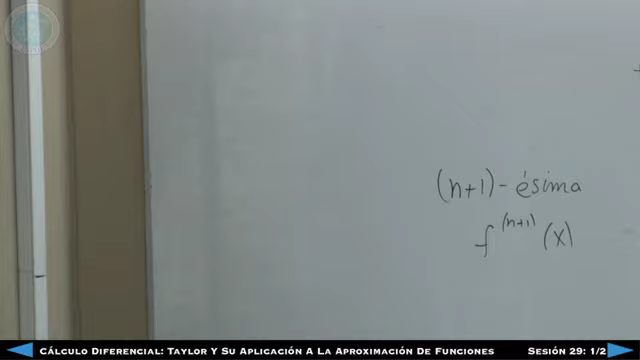 (n+1)-ésima
f^(n+1) (x)
Cálculo Diferencial: Taylor Y Su Aplicación A La Aproximación De Funciones Sesión 29: 1/2